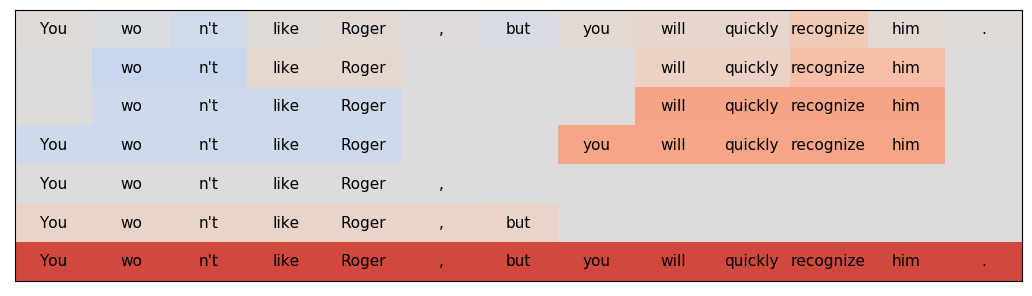 You wo n't like Roger , but you will quickly recognize him .
wo n't like Roger will quickly recognize him
wo n't like Roger will quickly recognize him
You wo n't like Roger you will quickly recognize him
You wo n't like Roger ,
You wo n't like Roger , but
You wo n't like Roger , but you will quickly recognize him .